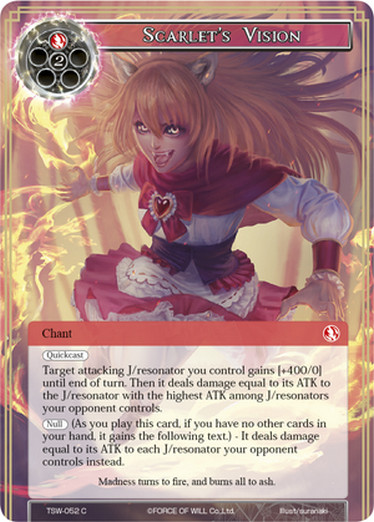 Scarlet's Vision
2
Chant
Quickcast
Target attacking J/resonator you control gains [+400/0]
until end of turn. Then it deals damage equal to its ATK
to the J/resonator with the highest ATK among J/resonators
your opponent controls.
Null (As you play this card, if you have no other cards in
your hand, it gains the following text.) - It deals damage
equal to its ATK to each J/resonator your opponent
controls instead.
Madness turns to fire, and burns all to ash.
TSW-052 C ©FORCE OF WILL Co.,Ltd. Illust/suranaki